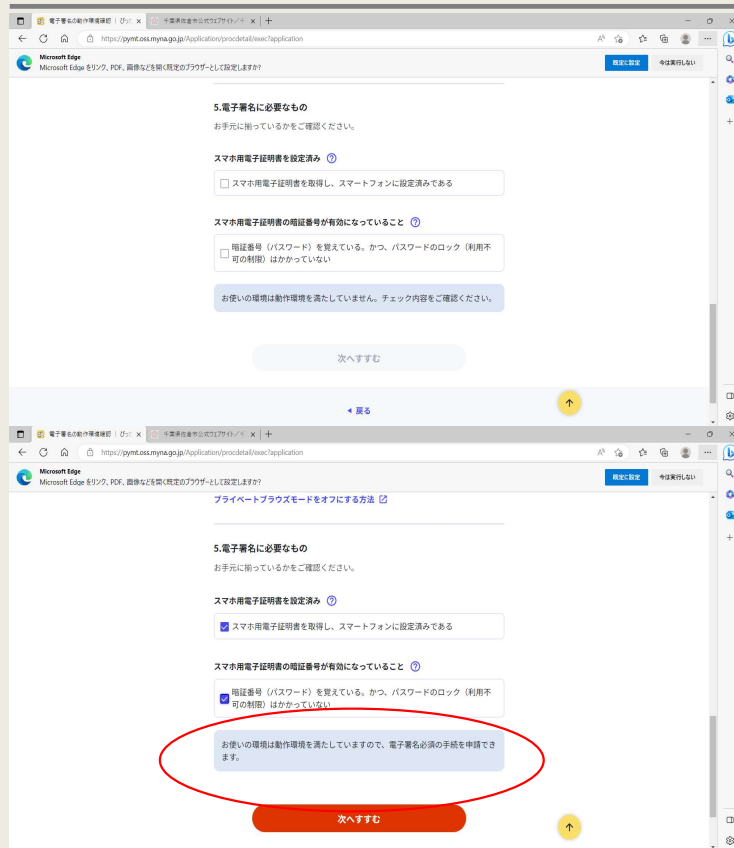 電子署名の動作環境確認 | ぴった
千葉県佐倉市公式ウェブサイト/千
https://pymt.oss.myna.go.jp/Application/procdetail/exec?application
Microsoft Edge
Microsoft Edge をリンク、PDF、画像などを開く既定のブラウザーとして設定しますか?
既定に設定
今は実行しない
5.電子署名に必要なもの
お手元に揃っているかをご確認ください。
スマホ用電子証明書を設定済み
スマホ用電子証明書を取得し、スマートフォンに設定済みである
スマホ用電子証明書の暗証番号が有効になっていること
暗証番号（パスワード）を覚えている。かつ、パスワードのロック（利用不
可の制限）はかかっていない
お使いの環境は動作環境を満たしていません。チェック内容をご確認ください。
次へすすむ
戻る
電子署名の動作環境確認 | ぴった
千葉県佐倉市公式ウェブサイト/千
https://pymt.oss.myna.go.jp/Application/procdetail/exec?application
Microsoft Edge
Microsoft Edge をリンク、PDF、画像などを開く既定のブラウザーとして設定しますか?
既定に設定
今は実行しない
プライベートブラウズモードをオフにする方法
5.電子署名に必要なもの
お手元に揃っているかをご確認ください。
スマホ用電子証明書を設定済み
スマホ用電子証明書を取得し、スマートフォンに設定済みである
スマホ用電子証明書の暗証番号が有効になっていること
暗証番号（パスワード）を覚えている。かつ、パスワードのロック（利用不
可の制限）はかかっていない
お使いの環境は動作環境を満たしていますので、電子署名必須の手続を申請でき
ます。
次へすすむ